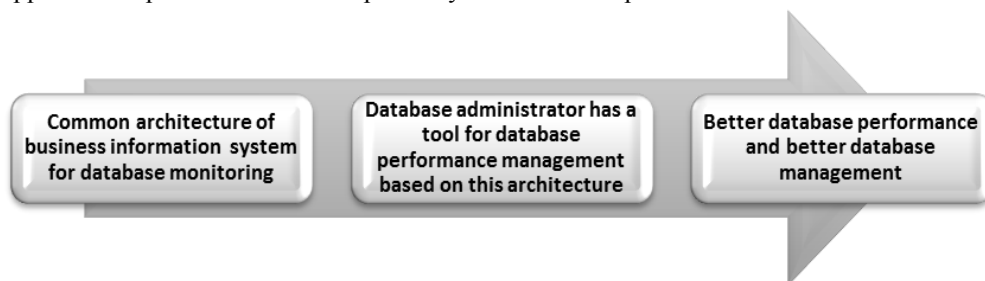 Common architecture of
business information system
for database monitoring
Database administrator has a
tool for database
performance management
based on this architecture
Better database performance
and better database
management